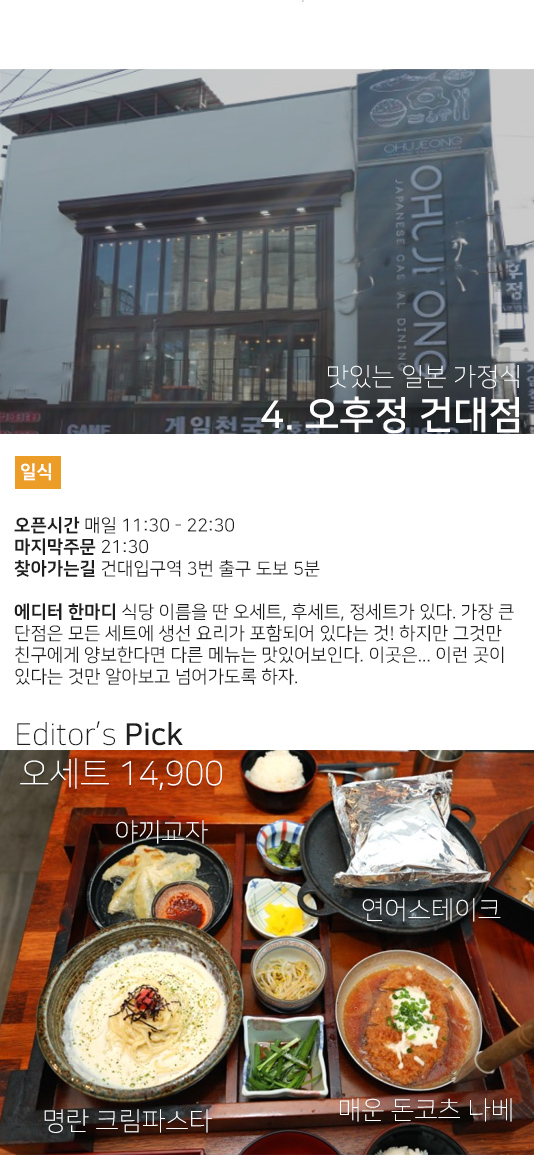 OHUJEONG
OHUJEONG
JAPANESE CASUAL DINING
후
정
맛있는 일본 가정식
4. 오후정 건대점
GAME
게임천국
일식
오픈시간 매일 11:30 - 22:30
마지막주문 21:30
찾아가는길 건대입구역 3번 출구 도보 5분
에디터 한마디 식당 이름을 딴 오세트, 후세트, 정세트가 있다. 가장 큰
단점은 모든 세트에 생선 요리가 포함되어 있다는 것! 하지만 그것만
친구에게 양보한다면 다른 메뉴는 맛있어보인다. 이곳은... 이런 곳이
있다는 것만 알아보고 넘어가도록 하자.
Editor's Pick
오세트 14,900
야끼교자
연어스테이크
명란 크림파스타
매운 돈코츠 나베